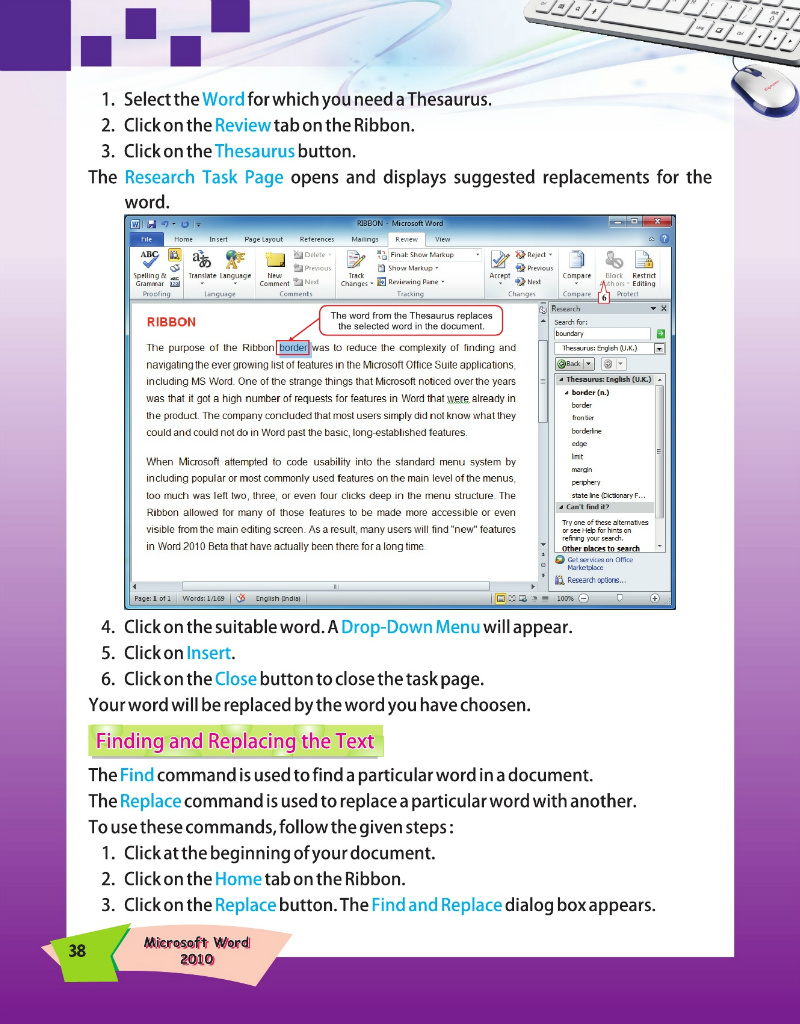 1. Select the Word for which you need a Thesaurus.
2. Click on the Review tab on the Ribbon.
3. Click on the Thesaurus button.
The Research Task Page opens and displays suggested replacements for the
word.
RIBBON - Microsoft Word
File Home Insert Page Layout References Mailings Review View
ABC
Spelling &
Grammar
Proofing
Translate Language
Language
New
Comment
Delete
Previous
Next
Comments
Track
Changes
Final: Show Markup
Show Markup
Reviewing Pane
Tracking
Accept
Reject
Previous
Next
Changes
Compare
Compare
Block
Authors
Restrict
Editing
Protect
6
The word from the Thesaurus replaces
the selected word in the document.
RIBBON
The purpose of the Ribbon border was to reduce the complexity of finding and
navigating the ever growing list of features in the Microsoft Office Suite applications,
including MS Word. One of the strange things that Microsoft noticed over the years
was that it got a high number of requests for features in Word that were already in
the product. The company concluded that most users simply did not know what they
could and could not do in Word past the basic, long-established features.
When Microsoft attempted to code usability into the standard menu system by
including popular or most commonly used features on the main level of the menus,
too much was left two, three, or even four clicks deep in the menu structure. The
Ribbon allowed for many of those features to be made more accessible or even
visible from the main editing screen. As a result, many users will find "new" features
in Word 2010 Beta that have actually been there for a long time.
Research
Search for:
boundary
Thesaurus: English (U.K.)
Back
Thesaurus: English (U.K.)
border (n.)
border
frontier
borderline
edge
limit
margin
periphery
state line (Dictionary F...
Can't find it?
Try one of these alternatives
or see Help for hints on
refining your search.
Other places to search
Get services on Office
Marketplace
Research options...
Page: 1 of 1 Words: 1/169 English (India) 100%
4. Click on the suitable word. A Drop-Down Menu will appear.
5. Click on Insert.
6. Click on the Close button to close the task page.
Your word will be replaced by the word you have choosen.
Finding and Replacing the Text
The Find command is used to find a particular word in a document.
The Replace command is used to replace a particular word with another.
To use these commands, follow the given steps :
1. Click at the beginning of your document.
2. Click on the Home tab on the Ribbon.
3. Click on the Replace button. The Find and Replace dialog box appears.
38
Microsoft Word
2010